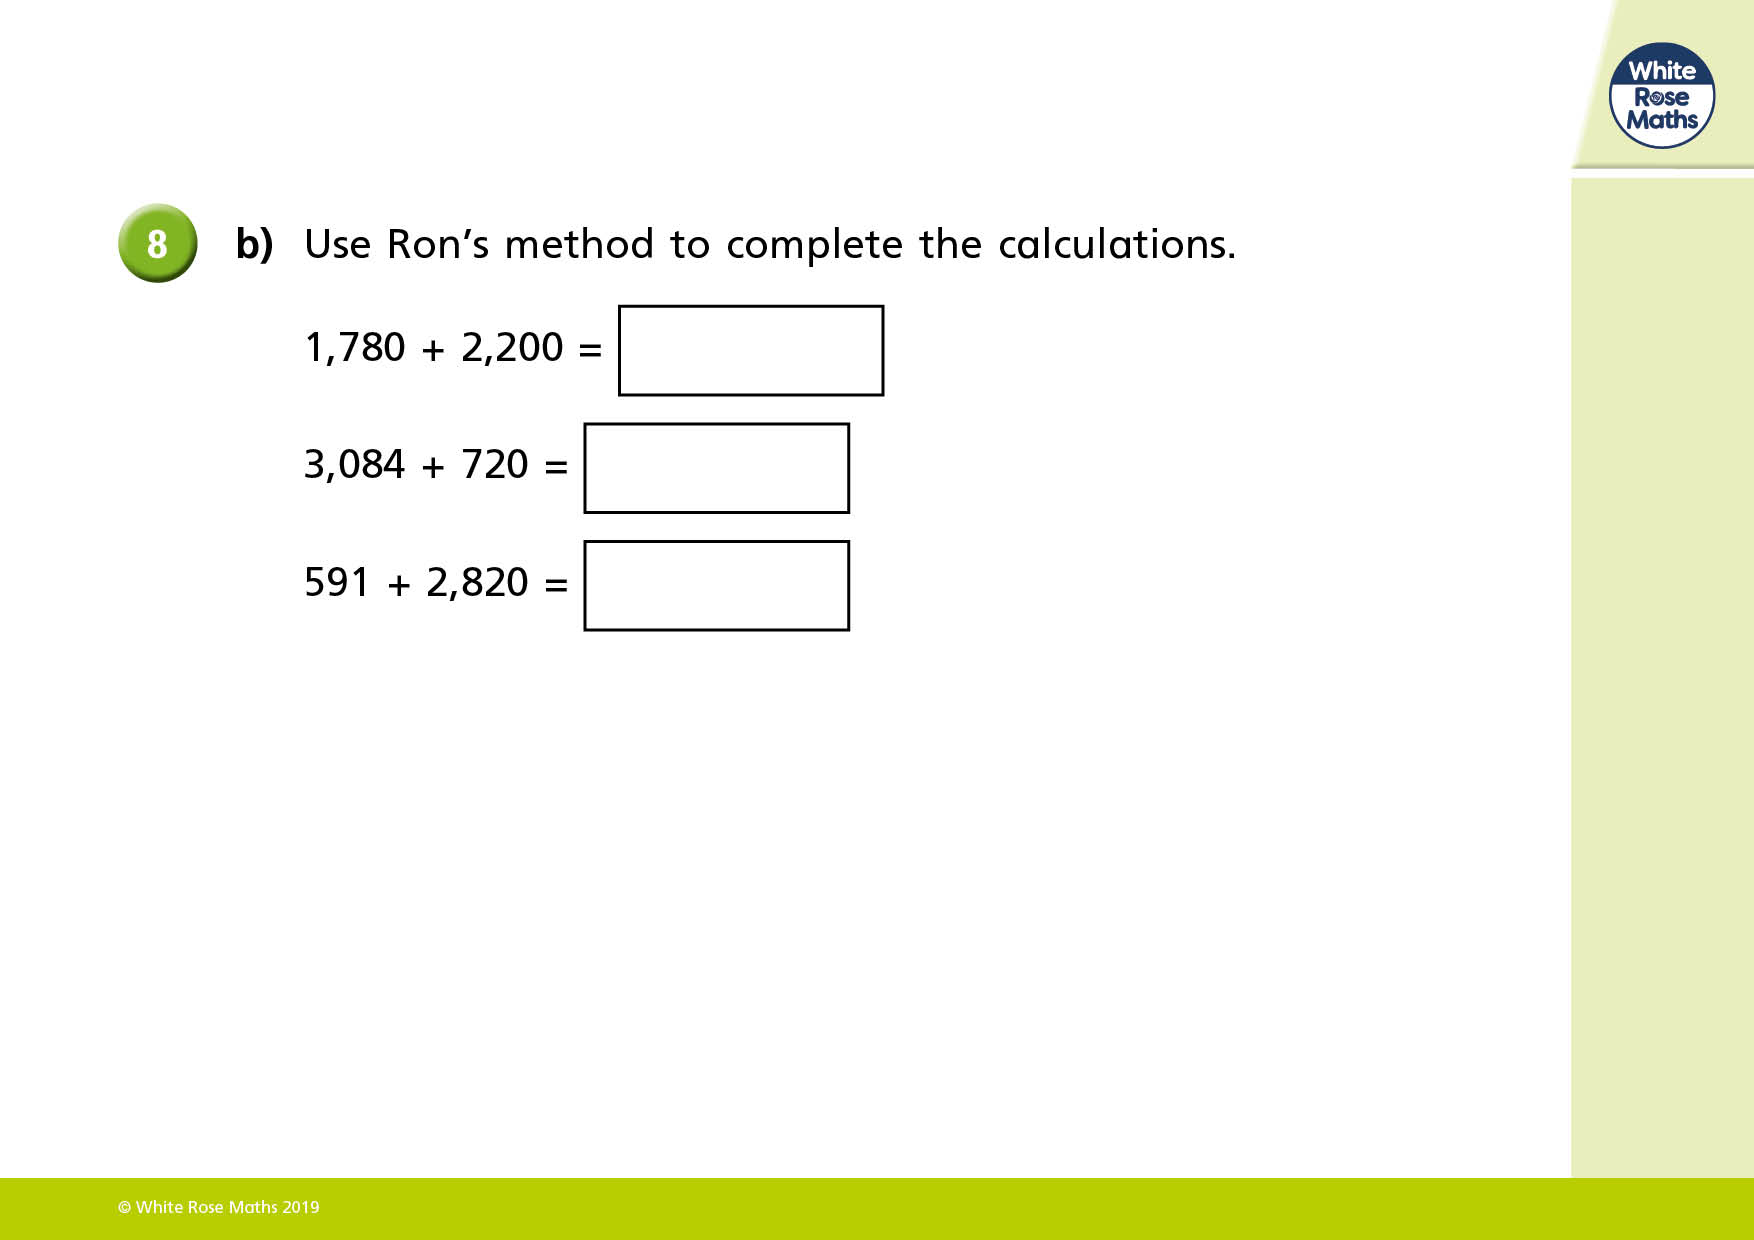 White
Rose
Maths
8 b) Use Ron’s method to complete the calculations.
1,780 + 2,200 =
3,084 + 720 =
591 + 2,820 =
© White Rose Maths 2019